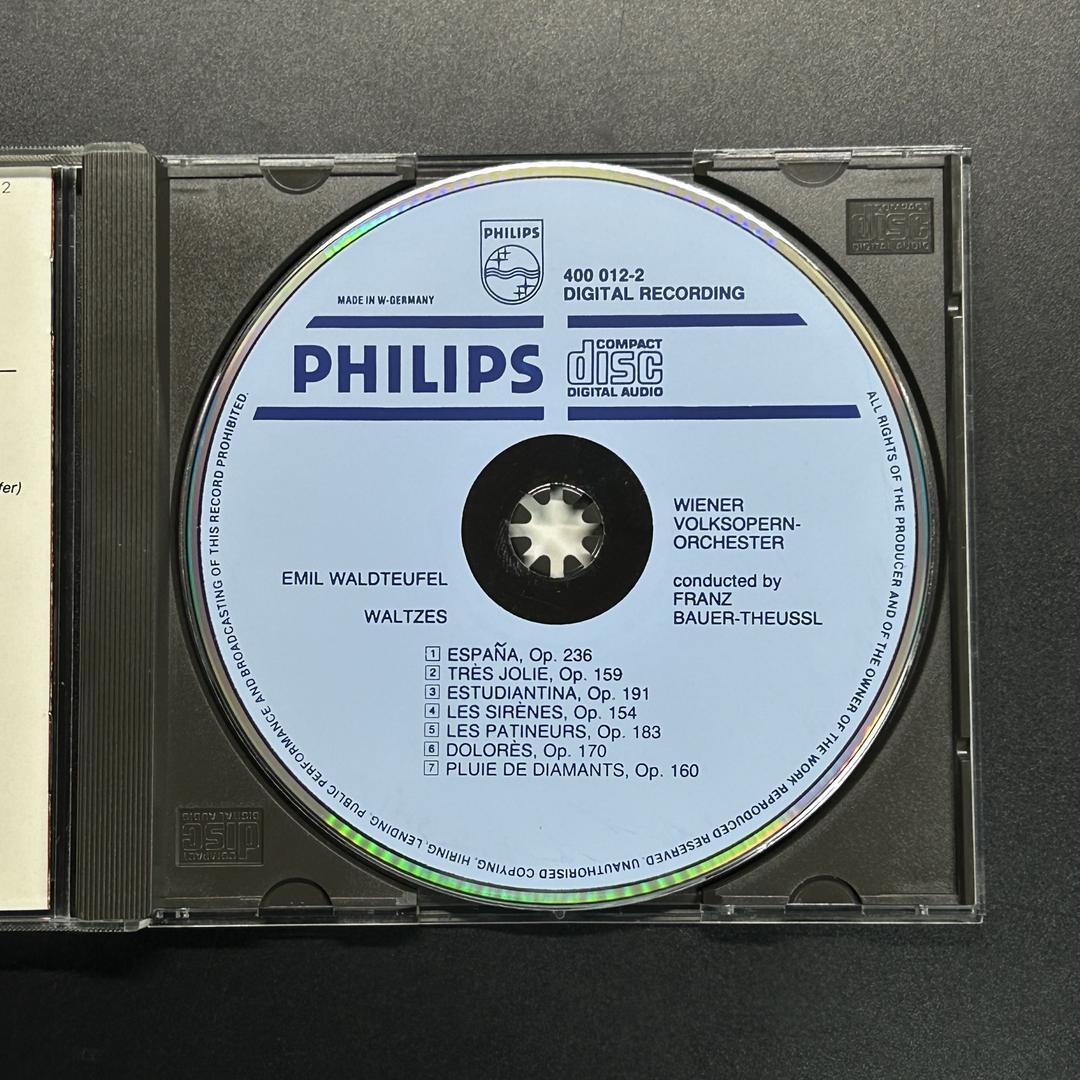 2
fer)
PHILIPS
400 012-2
DIGITAL RECORDING
MADE IN W-GERMANY
PHILIPS
COMPACT
disc
DIGITAL AUDIO
WIENER
VOLKSOPERN-
ORCHESTER
EMIL WALDTEUFEL
WALTZES
conducted by
FRANZ
BAUER-THEUSSL
1 ESPAÑA, Op. 236
2 TRÈS JOLIE, Op. 159
3 ESTUDIANTINA, Op. 191
4 LES SIRÈNES, Op. 154
5 LES PATINEURS, Op. 183
6 DOLORÈS, Op. 170
7 PLUIE DE DIAMANTS, Op. 160
ALL RIGHTS OF THE PRODUCER AND OF THE OWNER OF THE WORK REPRODUCED RESERVED. UNAUTHORISED COPYING, HIRING, LENDING, PUBLIC PERFORMANCE AND BROADCASTING OF THIS RECORD PROHIBITED.
COMPACT
disc
DIGITAL AUDIO
COMPACT
disc
DIGITAL AUDIO